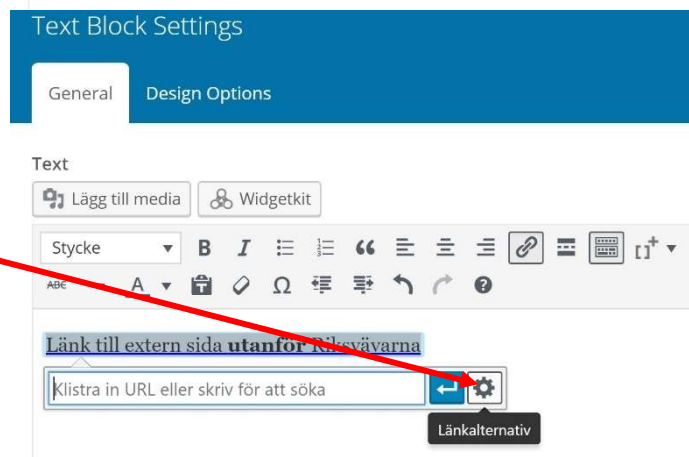 Text Block Settings
General Design Options
Text
Lägg till media Widgetkit
Stycke B I
ABC A Ω
Länk till extern sida utanför Riksvävarna
Klistra in URL eller skriv för att söka
Länkalternativ